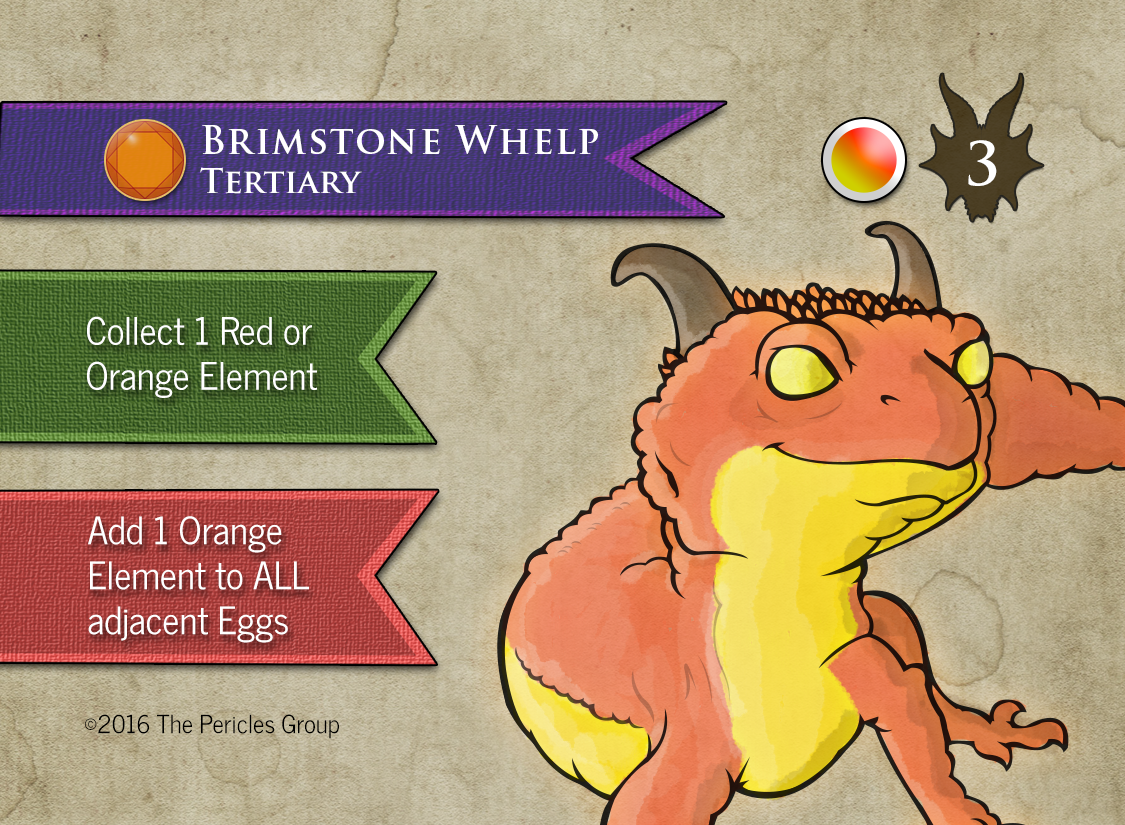 Brimstone Whelp
Tertiary
3
Collect 1 Red or
Orange Element
Add 1 Orange
Element to ALL
adjacent Eggs
©2016 The Pericles Group